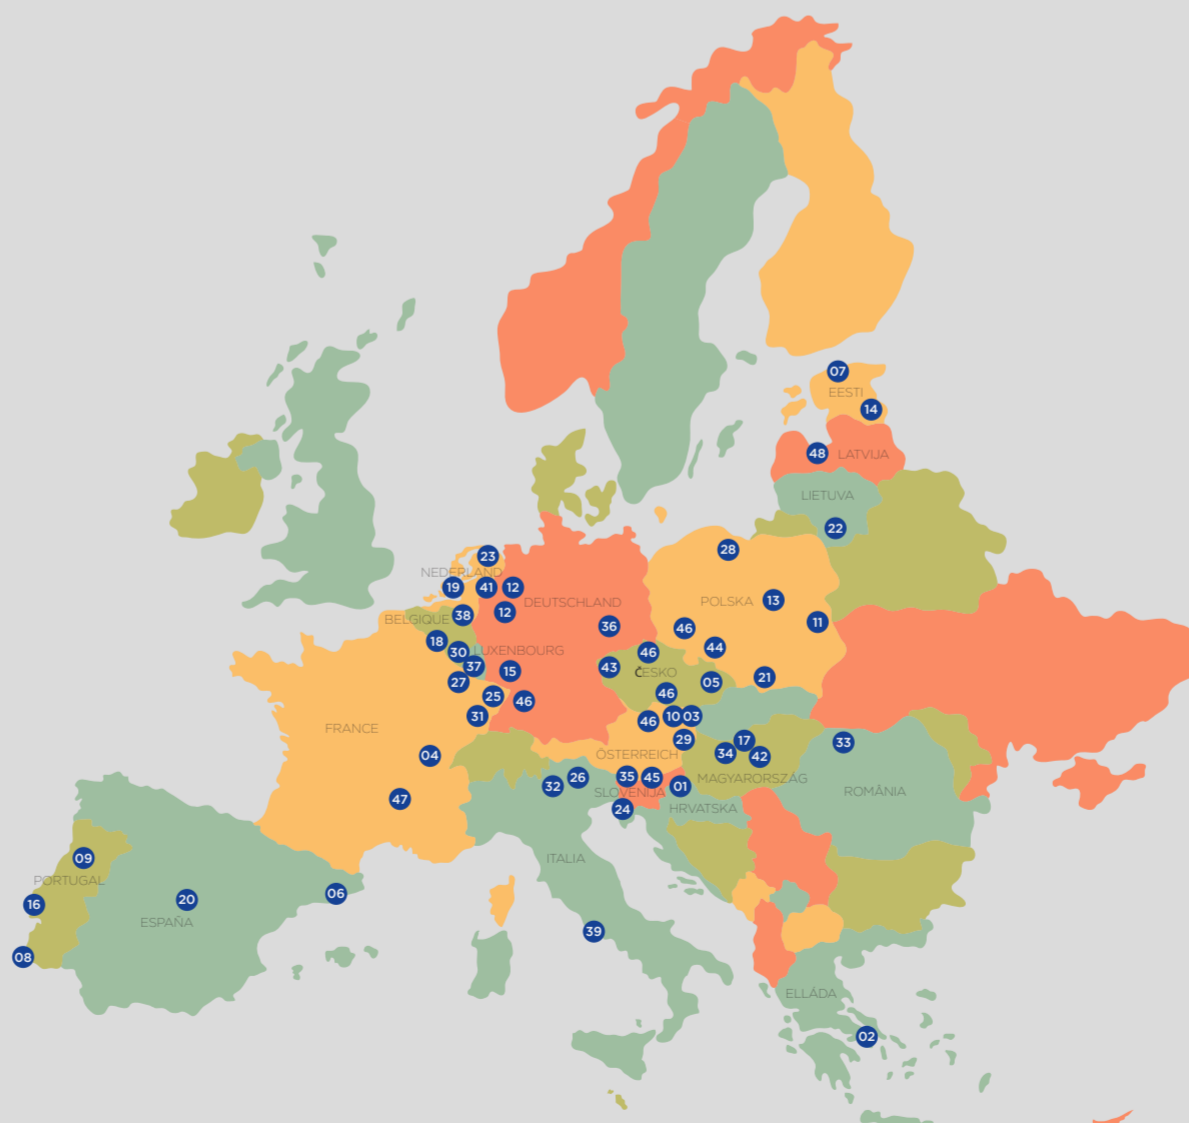 07
EESTI
14
48
LATVIJA
LIETUVA
22
28
23
NEDERLAND
19
41
12
DEUTSCHLAND
POLSKA
13
12
38
BELGIQUE
11
36
46
18
44
30
LUXENBOURG
46
37
43
ČESKO
15
21
27
05
25
46
46
31
10
03
46
FRANCE
29
17
33
04
ÖSTERREICH
34
42
26
35
45
MAGYARORSZÁG
32
SLOVENIJA
01
ROMÂNIA
47
24
HRVATSKA
09
ITALIA
PORTUGAL
06
20
16
ESPAÑA
39
08
ELLÁDA
02